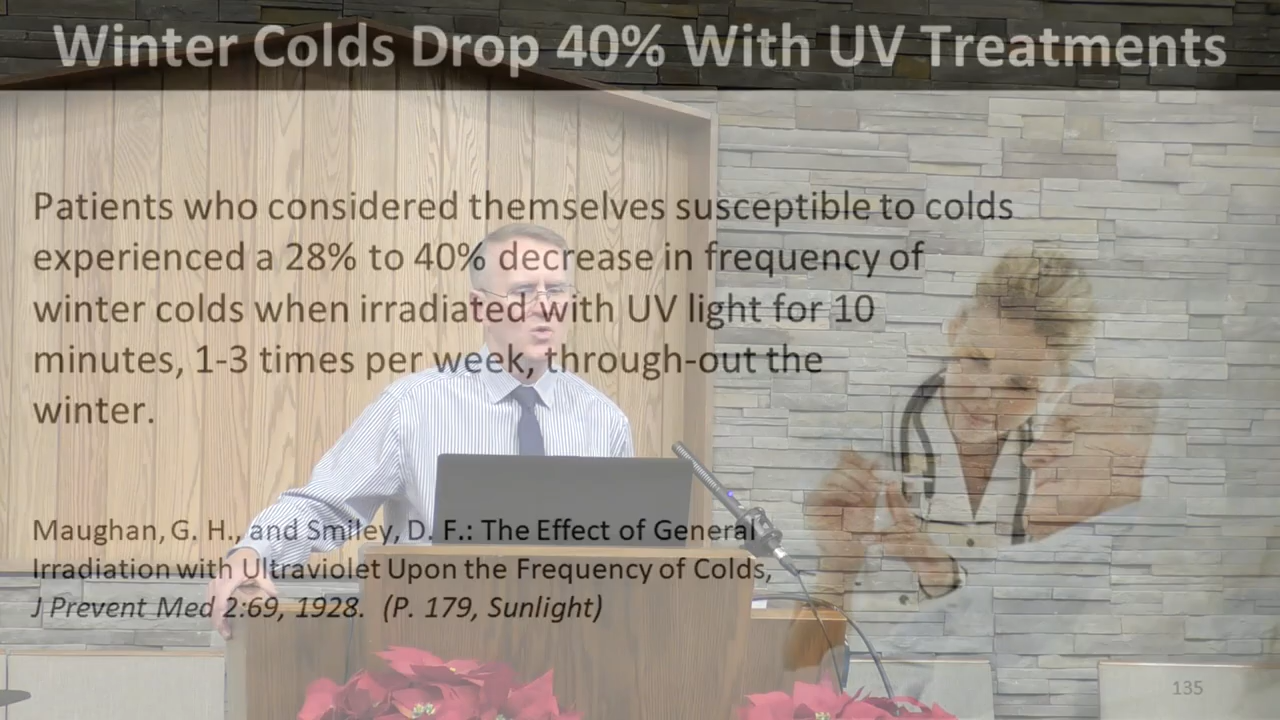 Winter Colds Drop 40% With UV Treatments
Patients who considered themselves susceptible to colds
experienced a 28% to 40% decrease in frequency of
winter colds when irradiated with UV light for 10
minutes, 1-3 times per week, through-out the
winter.
Maughan, G. H., and Smiley, D. F.: The Effect of General
Irradiation with Ultraviolet Upon the Frequency of Colds,
J Prevent Med 2:69, 1928.  (P. 179, Sunlight)
135